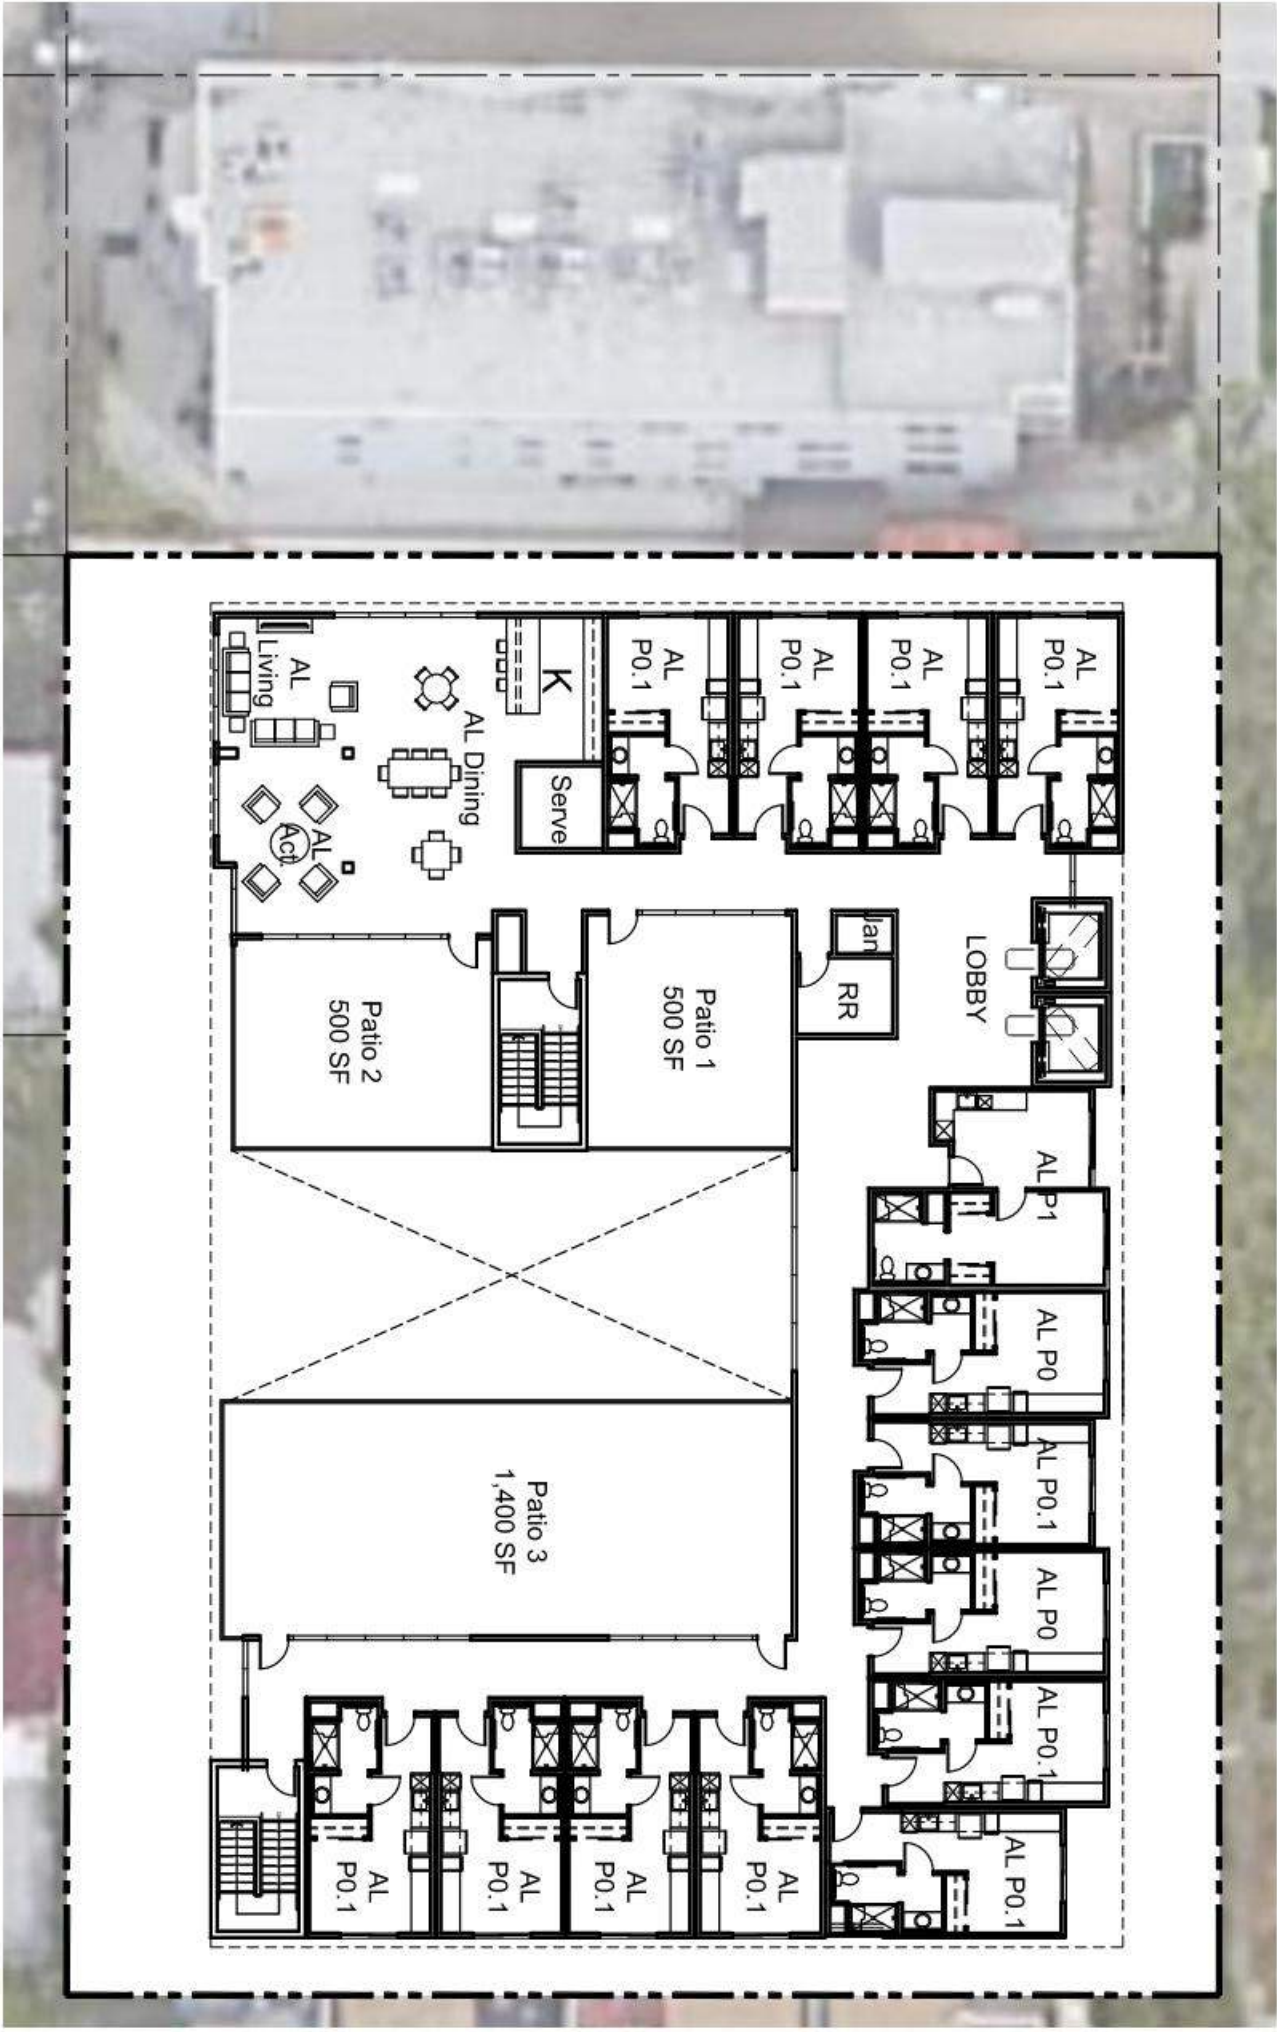 AL
P0.1
AL
P0.1
AL
P0.1
AL
P0.1
K
AL
Living
AL Dining
Serve
AL
Act.
Jan
RR
LOBBY
Patio 1
500 SF
Patio 2
500 SF
AL P1
AL P0
AL P0.1
AL P0
AL P0.1
AL P0.1
Patio 3
1,400 SF
AL
P0.1
AL
P0.1
AL
P0.1
AL
P0.1